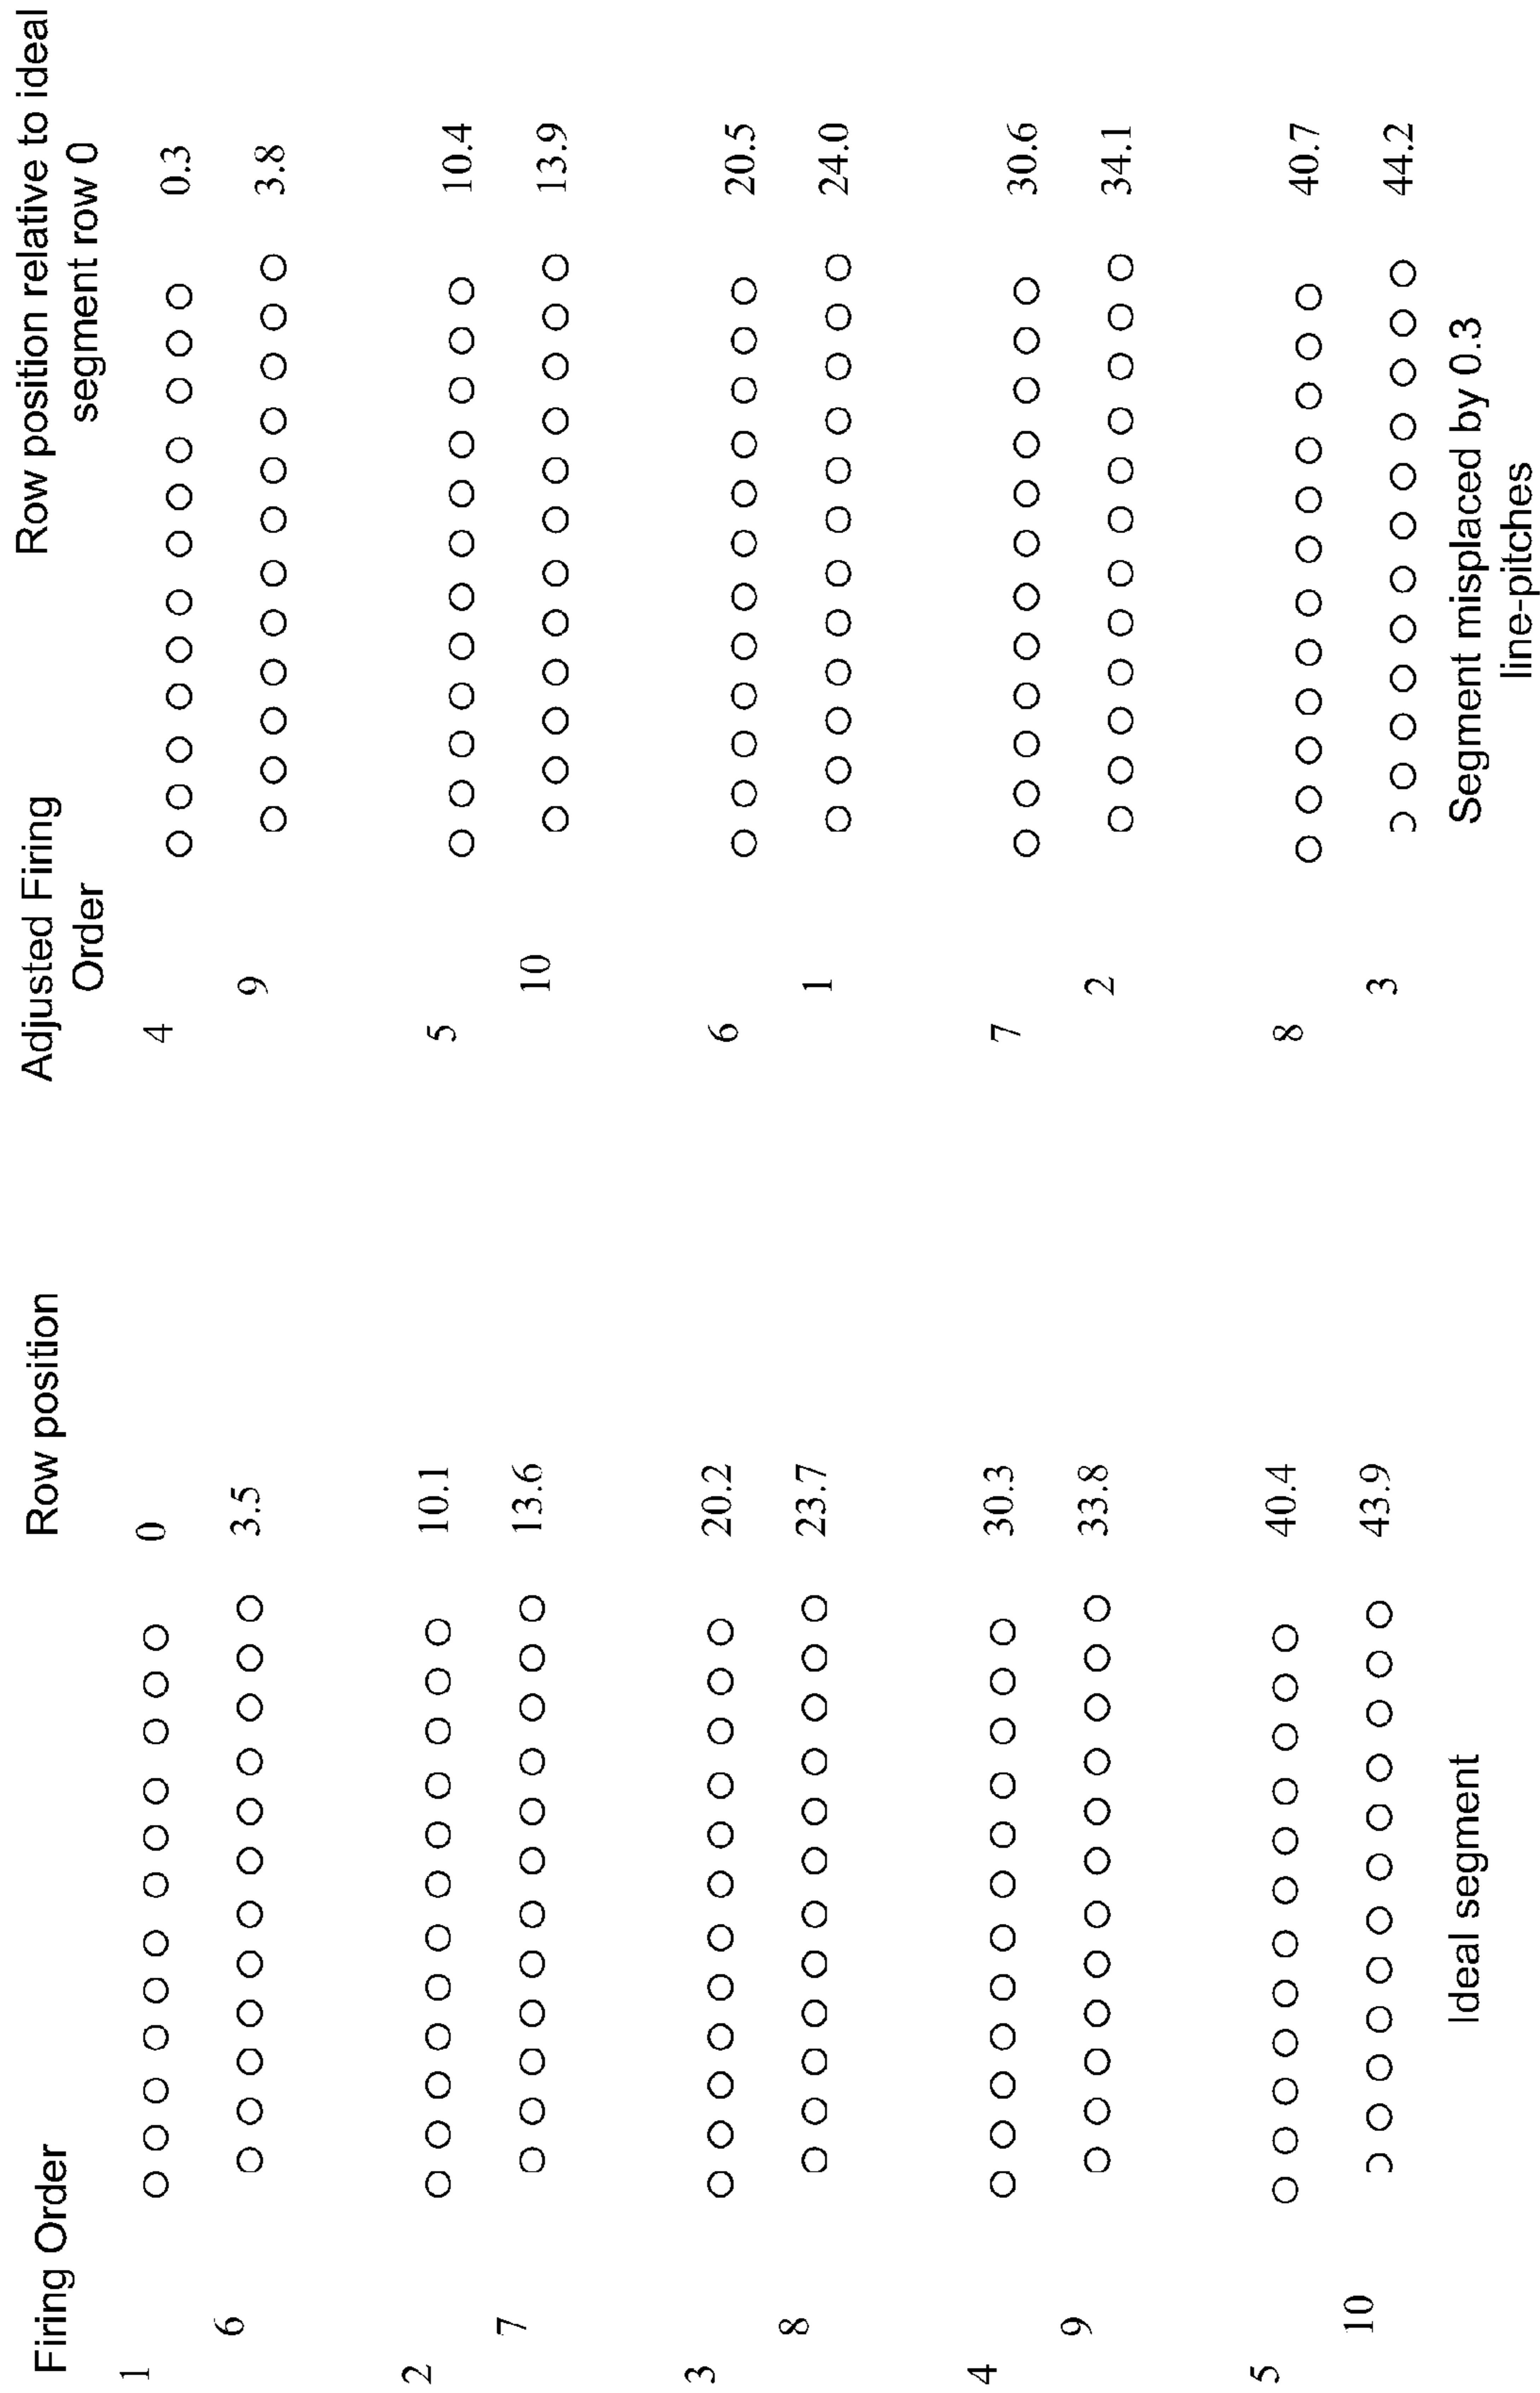 Firing Order Row position Adjusted Firing Row position relative to ideal
Order segment row 0
1 0 4 0.3
6 3.5 9 3.8
2 10.1 5 10.4
7 13.6 10 13.9
3 20.2 6 20.5
8 23.7 1 24.0
4 30.3 7 30.6
9 33.8 2 34.1
5 40.4 8 40.7
10 43.9 3 44.2
Ideal segment Segment misplaced by 0.3
line-pitches